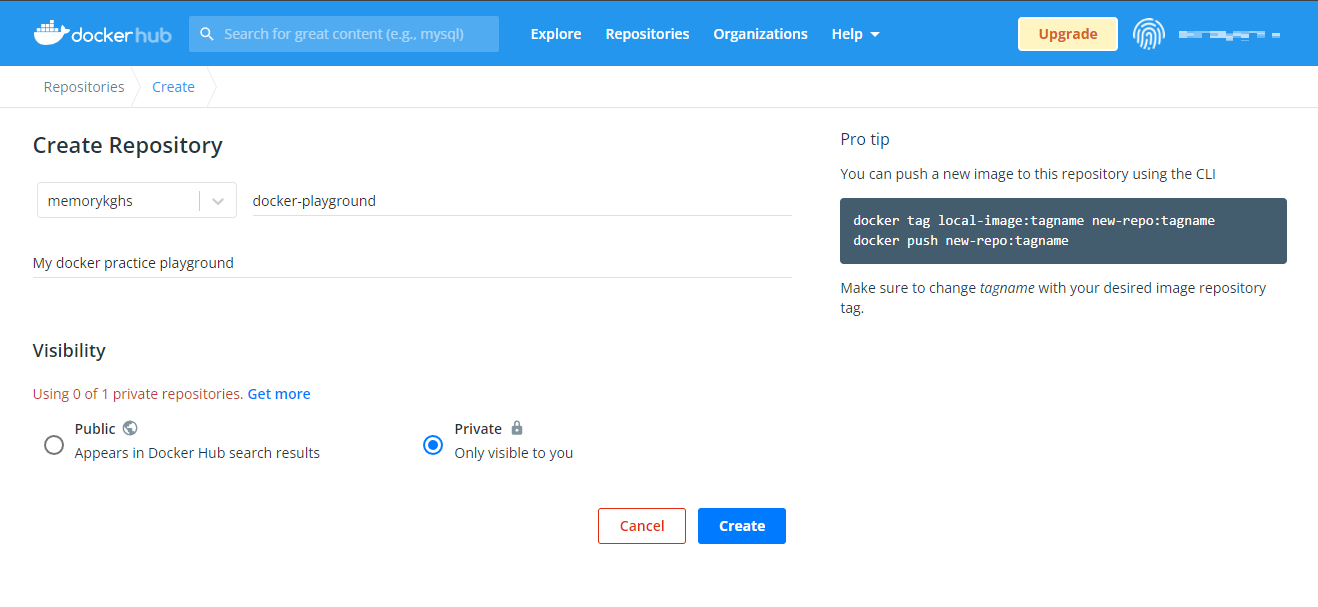 dockerhub Search for great content (e.g., mysql) Explore Repositories Organizations Help Upgrade
Repositories Create
Create Repository
memorykghs docker-playground
My docker practice playground
Visibility
Using 0 of 1 private repositories. Get more
Public
Appears in Docker Hub search results
Private
Only visible to you
Cancel Create
Pro tip
You can push a new image to this repository using the CLI
docker tag local-image:tagname new-repo:tagname
docker push new-repo:tagname
Make sure to change tagname with your desired image repository
tag.